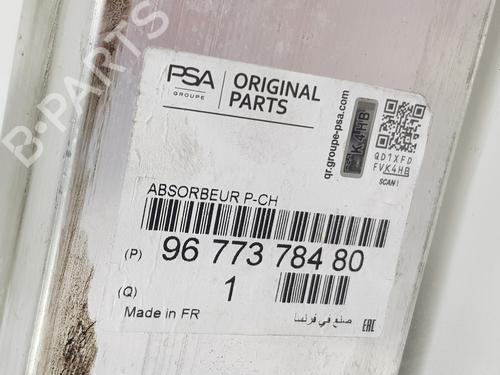 B-PARTS
PSA
GROUPE
ORIGINAL
PARTS
qr.groupe-psa.com
K4HB
QD1XFD
FVK4HB
SCAN!
ABSORBEUR P-CH
(P) 96 773 784 80
(Q) 1
Made in FR
صنع في فرنسا
EAC